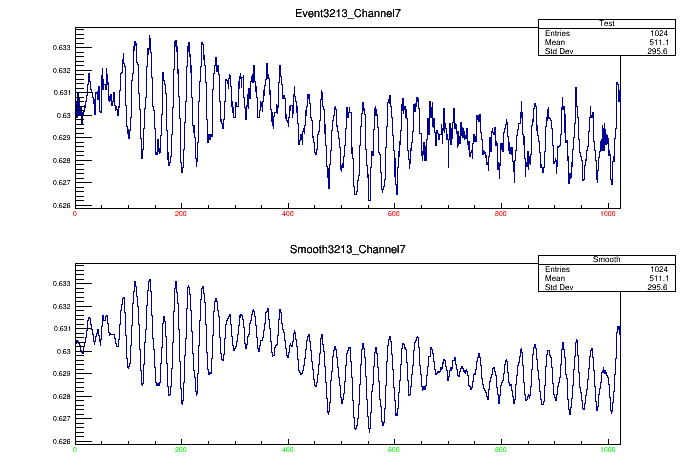 Event3213_Channel7
Test
Entries 1024
Mean 511.1
Std Dev 295.6
0.633
0.632
0.631
0.63
0.629
0.628
0.627
0.626
0 200 400 600 800 1000
Smooth3213_Channel7
Smooth
Entries 1024
Mean 511.1
Std Dev 295.6
0.633
0.632
0.631
0.63
0.629
0.628
0.627
0.626
0 200 400 600 800 1000